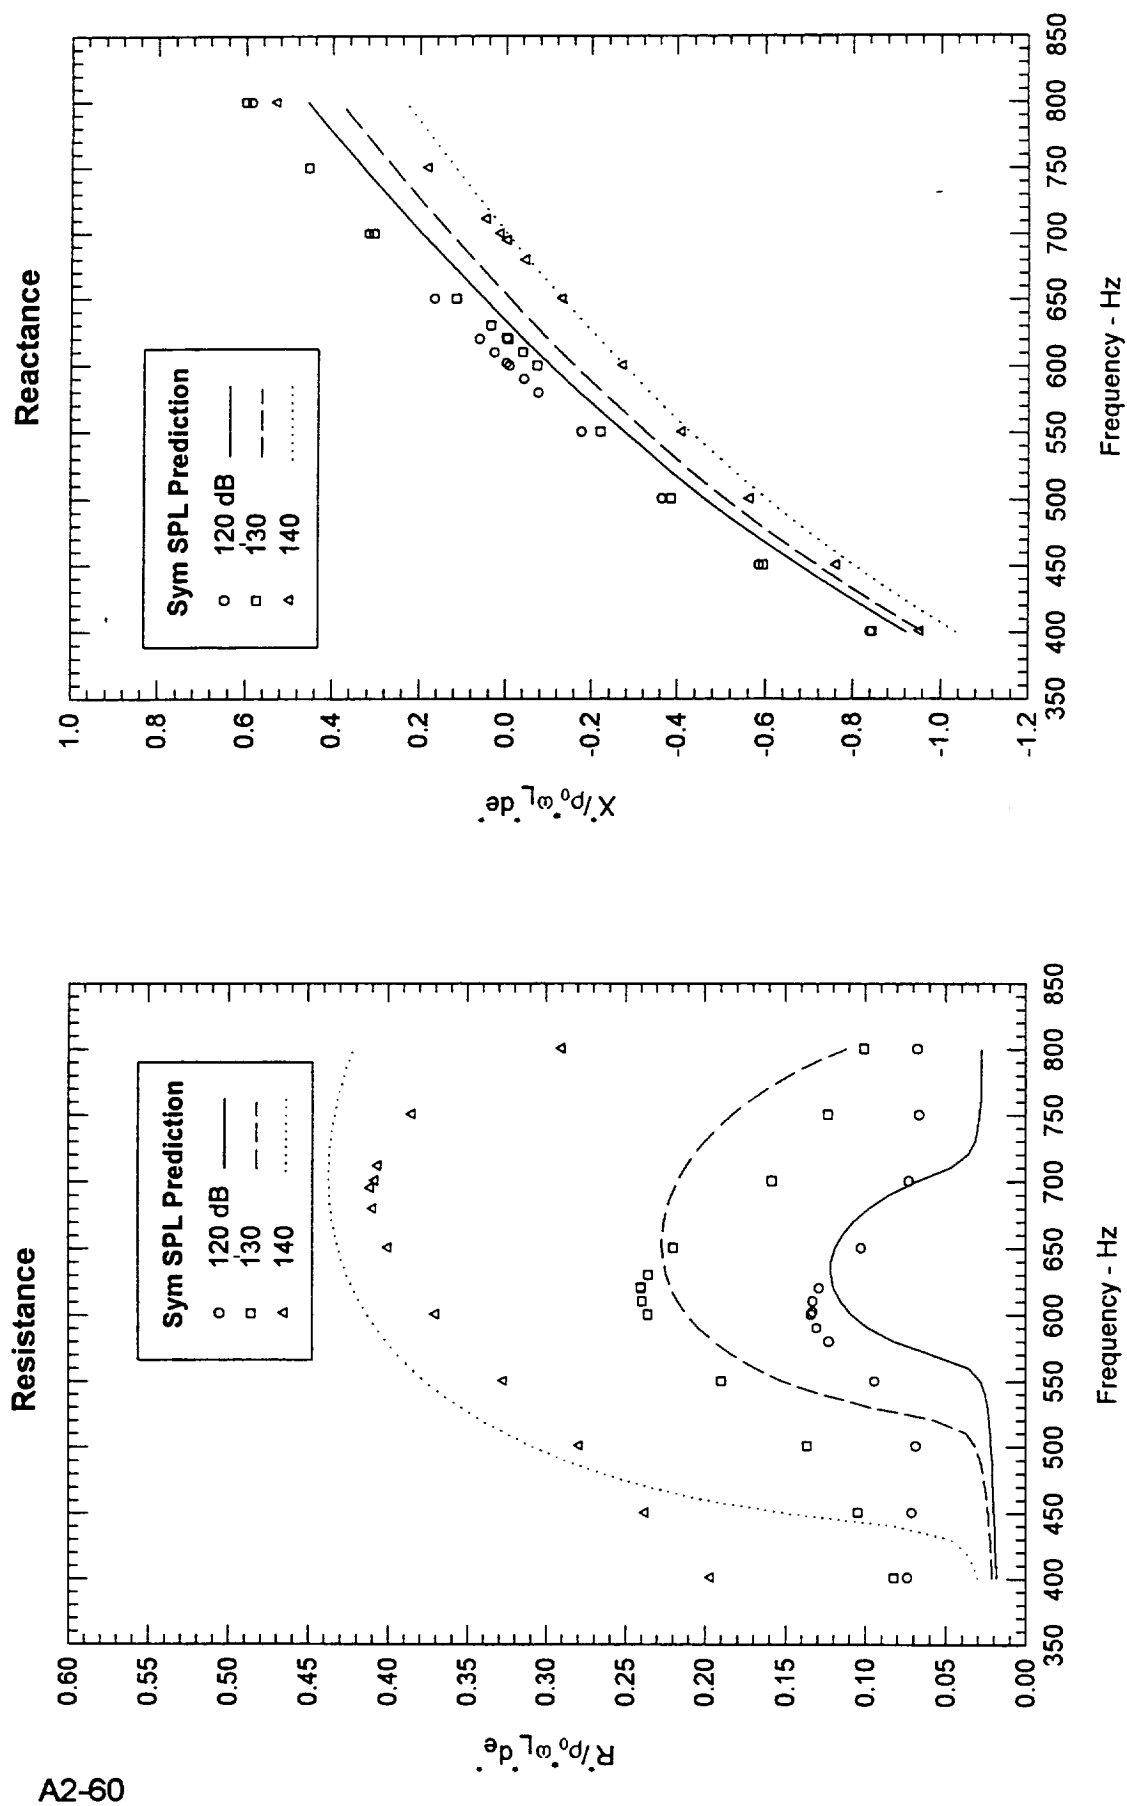 Resistance
0.60
0.55
0.50
0.45
0.40
0.35
0.30
0.25
0.20
0.15
0.10
0.05
0.00
R*/ρ₀*ω*L*de*
Sym SPL Prediction
120 dB
130
140
350 400 450 500 550 600 650 700 750 800 850
Frequency - Hz
Reactance
1.0
0.8
0.6
0.4
0.2
0.0
-0.2
-0.4
-0.6
-0.8
-1.0
-1.2
X*/ρ₀*ω*L*de*
Sym SPL Prediction
120 dB
130
140
350 400 450 500 550 600 650 700 750 800 850
Frequency - Hz
A2-60